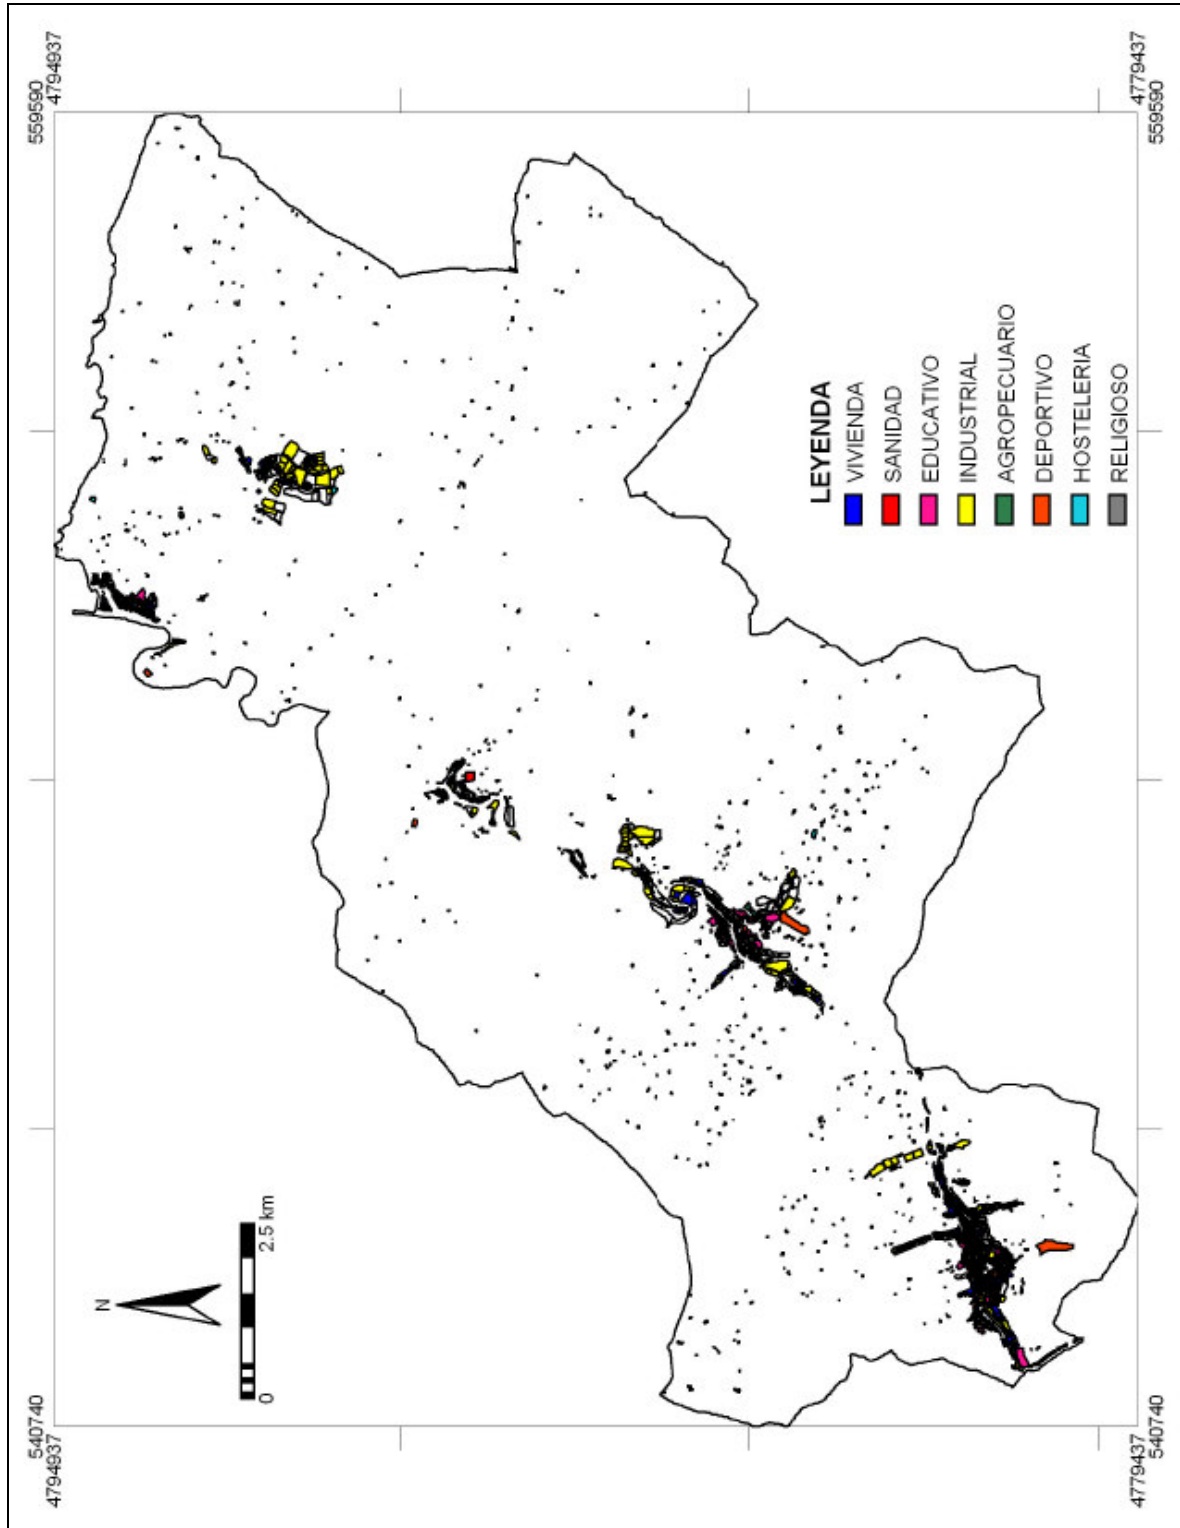 540740
559590
4794937
4794937
N
0
2.5 km
LEYENDA
VIVIENDA
SANIDAD
EDUCATIVO
INDUSTRIAL
AGROPECUARIO
DEPORTIVO
HOSTELERIA
RELIGIOSO
4779437
4779437
540740
559590